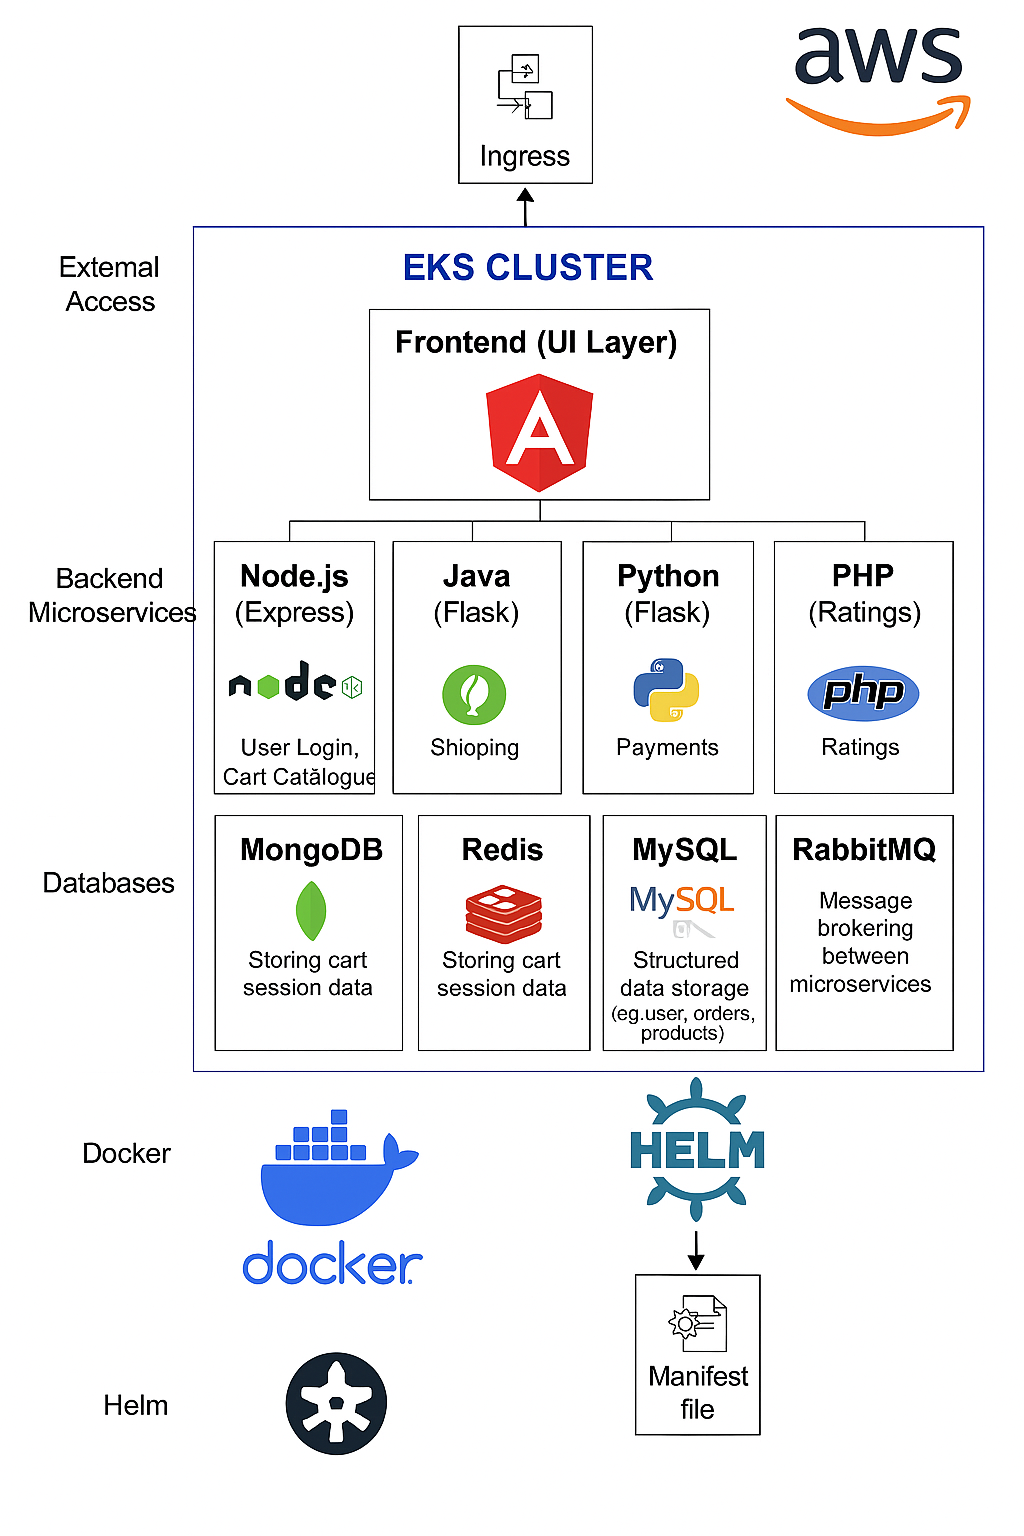 aws
Ingress
External
Access
EKS CLUSTER
Frontend (UI Layer)
A
Backend
Microservices
Node.js
(Express)
node
User Login,
Cart Catălogue
Java
(Flask)
Shioping
Python
(Flask)
Payments
PHP
(Ratings)
php
Ratings
Databases
MongoDB
Storing cart
session data
Redis
Storing cart
session data
MySQL
MySQL
Structured
data storage
(eg.user, orders,
products)
RabbitMQ
Message
brokering
between
microservices
Docker
docker
HELM
Manifest
file
Helm